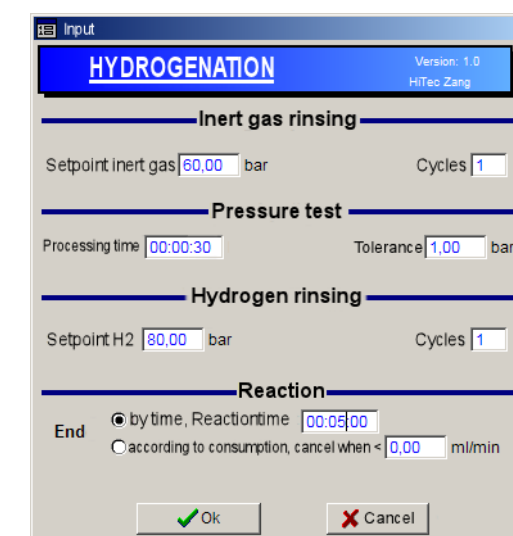 Input
HYDROGENATION
Version: 1.0
HiTec Zang
Inert gas rinsing
Setpoint inert gas 60,00 bar Cycles 1
Pressure test
Processing time 00:00:30 Tolerance 1,00 bar
Hydrogen rinsing
Setpoint H2 80,00 bar Cycles 1
Reaction
End
by time, Reactiontime 00:05:00
according to consumption, cancel when < 0,00 ml/min
Ok Cancel